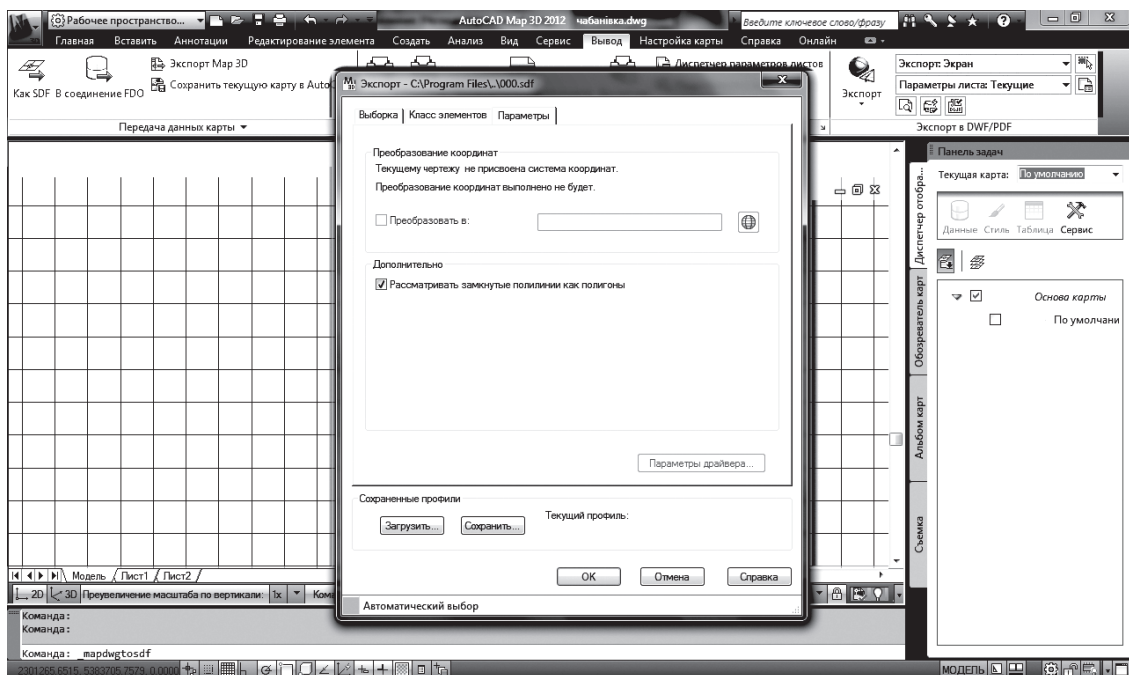 Рабочее пространство...
AutoCAD Map 3D 2012 чабанівка.dwg
Введите ключевое слово/фразу
Главная Вставить Аннотации Редактирование элемента Создать Анализ Вид Сервис Вывод Настройка карты Справка Онлайн
Как SDF В соединение FDO
Экспорт Map 3D
Сохранить текущую карту в
Передача данных карты
Диспетчер параметров листов
Экспорт
Экспорт: Экран
Параметры листа: Текущие
Экспорт в DWF/PDF
Экспорт - C:\Program Files\..\000.sdf
Выборка Класс элементов Параметры
Преобразование координат
Текущему чертежу не присвоена система координат.
Преобразование координат выполнено не будет.
Преобразовать в:
Дополнительно
Рассматривать замкнутые полилинии как полигоны
Параметры драйвера...
Сохраненные профили
Загрузить... Сохранить... Текущий профиль:
OK Отмена Справка
Автоматический выбор
Панель задач
Текущая карта: По умолчанию
Данные Стиль Таблица Сервис
Основа карты
По умолчани
Диспетчер отобра...
Обозреватель карт
Альбом карт
Съемка
Модель Лист1 Лист2
2D 3D Преувеличение масштаба по вертикали: 1x
Команда:
Команда:
Команда: _mapdwgtosdf
2301265.6515, 5383705.7579, 0.0000
МОДЕЛЬ